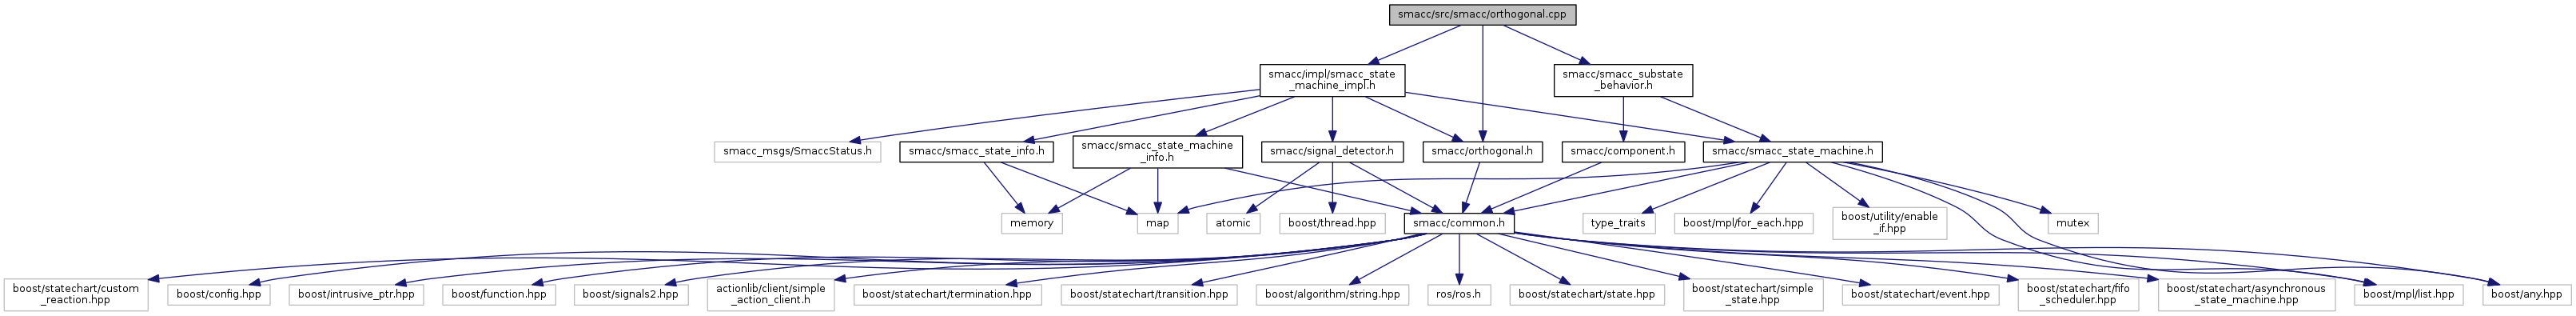 smacc/src/smacc/orthogonal.cpp
smacc/impl/smacc_state
_machine_impl.h
smacc/smacc_substate
_behavior.h
smacc_msgs/SmaccStatus.h
smacc/smacc_state_info.h
smacc/smacc_state_machine
_info.h
smacc/signal_detector.h
smacc/orthogonal.h
smacc/component.h
smacc/smacc_state_machine.h
memory
map
atomic
boost/thread.hpp
smacc/common.h
type_traits
boost/mpl/for_each.hpp
boost/utility/enable
_if.hpp
mutex
boost/statechart/custom
_reaction.hpp
boost/config.hpp
boost/intrusive_ptr.hpp
boost/function.hpp
boost/signals2.hpp
actionlib/client/simple
_action_client.h
boost/statechart/termination.hpp
boost/statechart/transition.hpp
boost/algorithm/string.hpp
ros/ros.h
boost/statechart/state.hpp
boost/statechart/simple
_state.hpp
boost/statechart/event.hpp
boost/statechart/fifo
_scheduler.hpp
boost/statechart/asynchronous
_state_machine.hpp
boost/mpl/list.hpp
boost/any.hpp